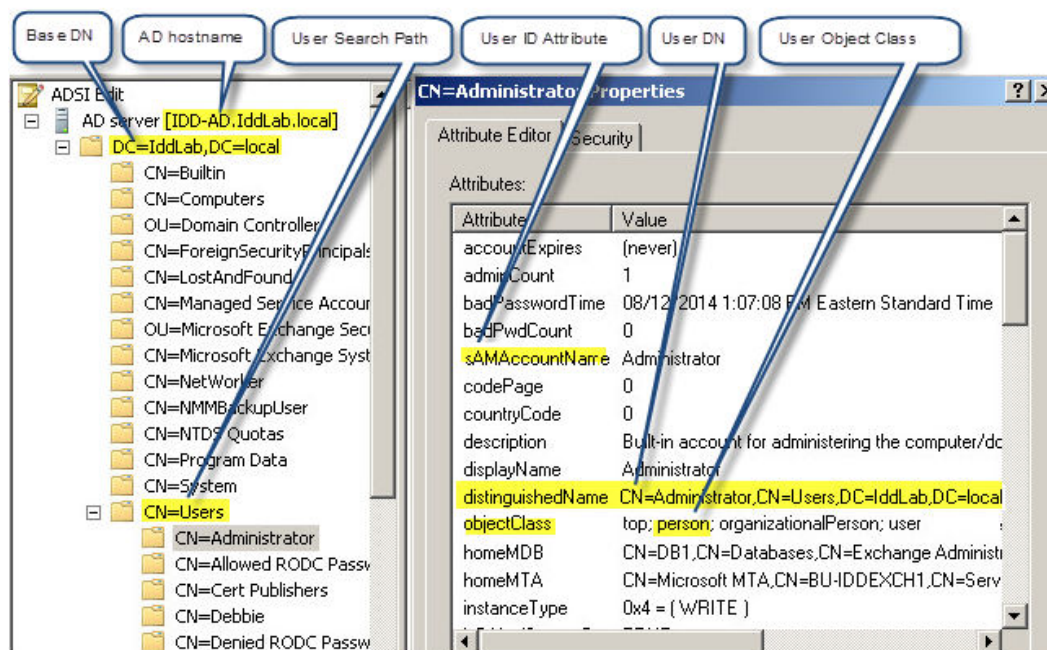 Base DN
AD hostname
User Search Path
User ID Attribute
User DN
User Object Class
ADSI Edit
AD server [IDD-AD.IddLab.local]
DC=IddLab,DC=local
CN=Builtin
CN=Computers
OU=Domain Controller
CN=ForeignSecurityPrincipals
CN=LostAndFound
CN=Managed Service Accour
OU=Microsoft Exchange Secu
CN=Microsoft Exchange Syst
CN=NetWorker
CN=NMMBackupUser
CN=NTDS Quotas
CN=Program Data
CN=System
CN=Users
CN=Administrator
CN=Allowed RODC Passw
CN=Cert Publishers
CN=Debbie
CN=Denied RODC Passw
CN=Administrator Properties
Attribute Editor Security
Attributes:
Attribute Value
accountExpires (never)
adminCount 1
badPasswordTime 08/12/2014 1:07:08 PM Eastern Standard Time
badPwdCount 0
sAMAccountName Administrator
codePage 0
countryCode 0
description Built-in account for administering the computer/do
displayName Administrator
distinguishedName CN=Administrator,CN=Users,DC=IddLab,DC=local
objectClass top; person; organizationalPerson; user
homeMDB CN=DB1,CN=Databases,CN=Exchange Administr
homeMTA CN=Microsoft MTA,CN=BU-IDDEXCH1,CN=Serv
instanceType 0x4 = ( WRITE )